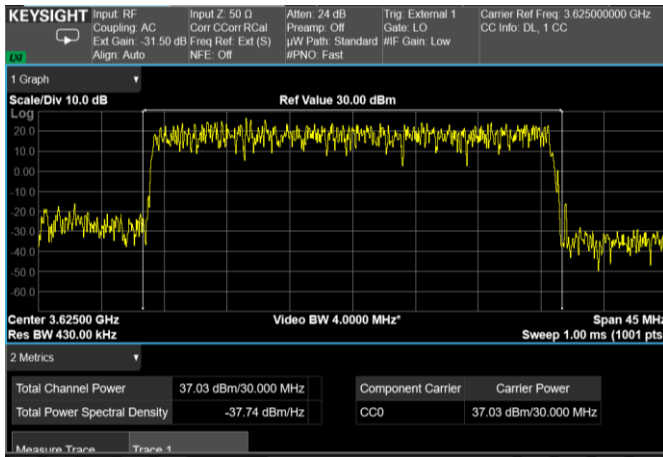 KEYSIGHT Input: RF Input Z: 50 Ω Atten: 24 dB Trig: External 1 Carrier Ref Freq: 3.625000000 GHz
Coupling: AC Corr CCorr RCal Preamp: Off Gate: LO CC Info: DL, 1 CC
Ext Gain: -31.50 dB Freq Ref: Ext (S) µW Path: Standard #IF Gain: Low
LXI Align: Auto NFE: Off #PNO: Fast
1 Graph
Scale/Div 10.0 dB Ref Value 30.00 dBm
Log
20.0
10.0
0.00
-10.0
-20.0
-30.0
-40.0
-50.0
-60.0
Center 3.62500 GHz Video BW 4.0000 MHz* Span 45 MHz
Res BW 430.00 kHz Sweep 1.00 ms (1001 pts
2 Metrics
Total Channel Power 37.03 dBm/30.000 MHz Component Carrier Carrier Power
Total Power Spectral Density -37.74 dBm/Hz CC0 37.03 dBm/30.000 MHz
Measure Trace Trace 1